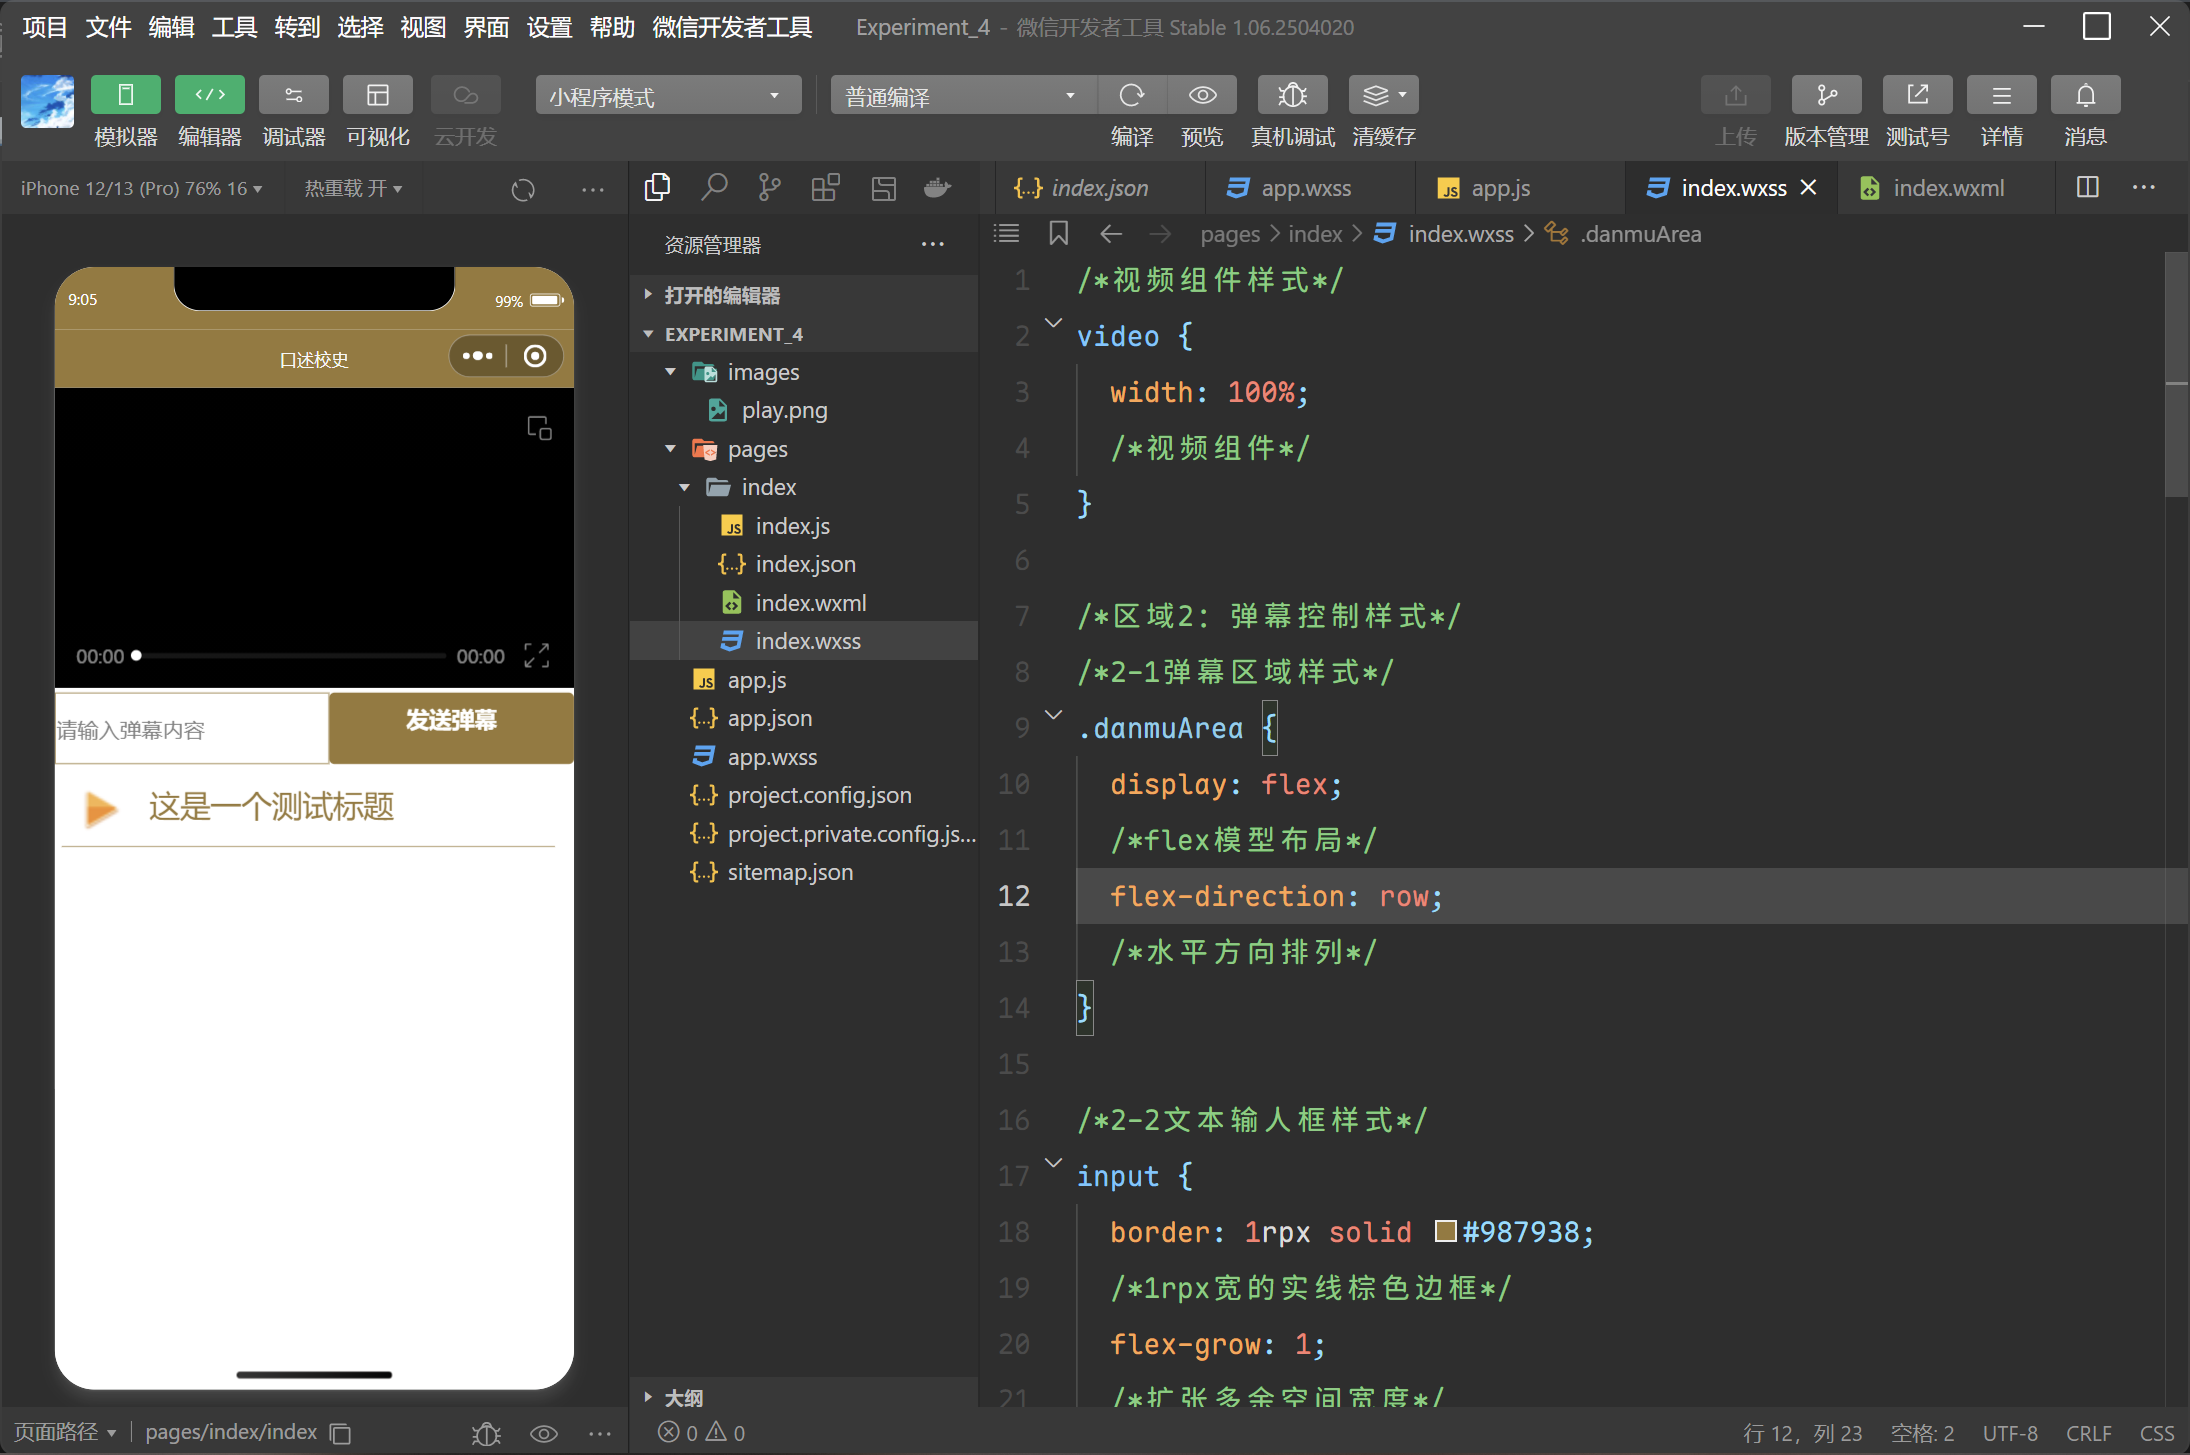 项目 文件 编辑 工具 转到 选择 视图 界面 设置 帮助 微信开发者工具 Experiment_4 - 微信开发者工具 Stable 1.06.2504020
小程序模式 普通编译
模拟器 编辑器 调试器 可视化 云开发 编译 预览 真机调试 清缓存 上传 版本管理 测试号 详情 消息
iPhone 12/13 (Pro) 76% 16 热重载 开
9:05 99%
口述校史
00:00 00:00
请输入弹幕内容 发送弹幕
这是一个测试标题
页面路径 pages/index/index
资源管理器
打开的编辑器
EXPERIMENT_4
images
play.png
pages
index
index.js
index.json
index.wxml
index.wxss
app.js
app.json
app.wxss
project.config.json
project.private.config.js...
sitemap.json
大纲
0 0
index.json app.wxss app.js index.wxss index.wxml
pages > index > index.wxss > .danmuArea
1 /*视频组件样式*/
2 video {
3 width: 100%;
4 /*视频组件*/
5 }
6
7 /*区域2: 弹幕控制样式*/
8 /*2-1弹幕区域样式*/
9 .danmuArea {
10 display: flex;
11 /*flex模型布局*/
12 flex-direction: row;
13 /*水平方向排列*/
14 }
15
16 /*2-2文本输人框样式*/
17 input {
18 border: 1rpx solid #987938;
19 /*1rpx宽的实线棕色边框*/
20 flex-grow: 1;
21 /*扩张多余空间宽度*/
行 12，列 23 空格: 2 UTF-8 CRLF CSS